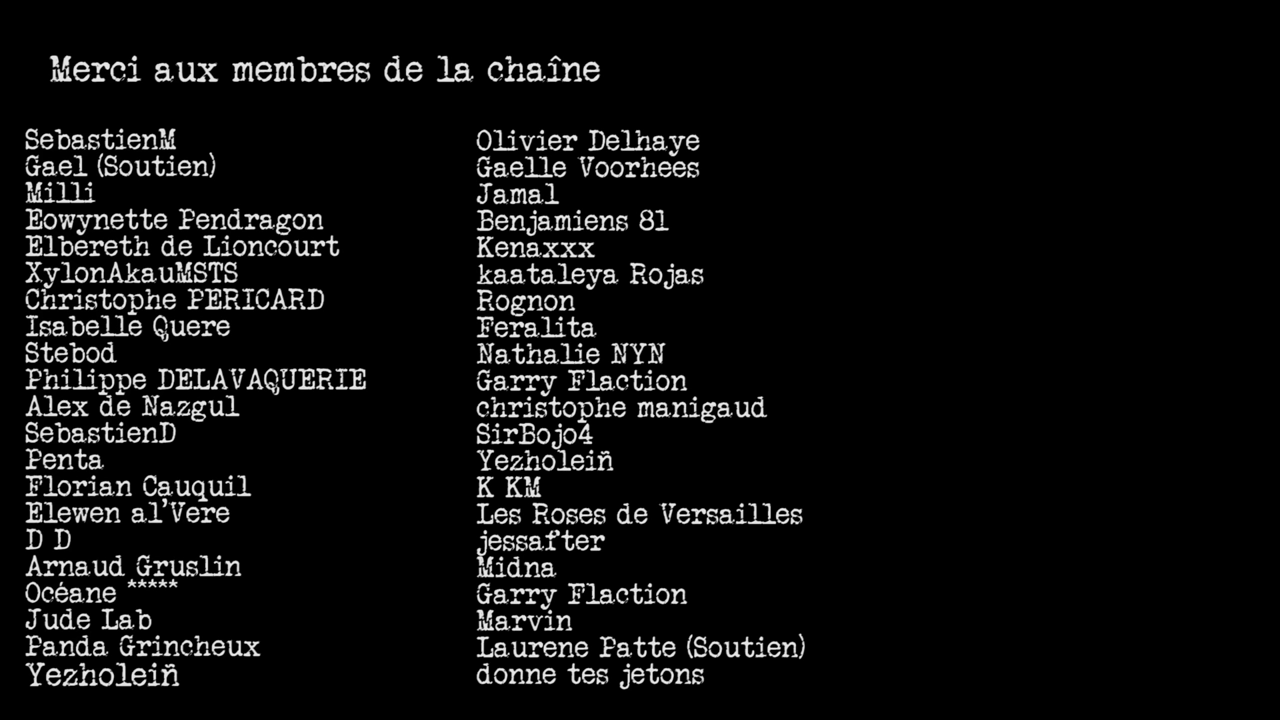 Merci aux membres de la chaîne
SebastienM
Gael (Soutien)
Milli
Eowynette Pendragon
Elbereth de Lioncourt
XylonAkauMSTS
Christophe PERICARD
Isabelle Quere
Stebod
Philippe DELAVAQUERIE
Alex de Nazgul
SebastienD
Penta
Florian Cauquil
Elewen al'Vere
D D
Arnaud Gruslin
Océane *****
Jude Lab
Panda Grincheux
Yezholeiñ
Olivier Delhaye
Gaelle Voorhees
Jamal
Benjamiens 81
Kenaxxx
kaataleya Rojas
Rognon
Feralita
Nathalie NYN
Garry Flaction
christophe manigaud
SirBojo4
Yezholeiñ
K KM
Les Roses de Versailles
jessafter
Midna
Garry Flaction
Marvin
Laurene Patte (Soutien)
donne tes jetons